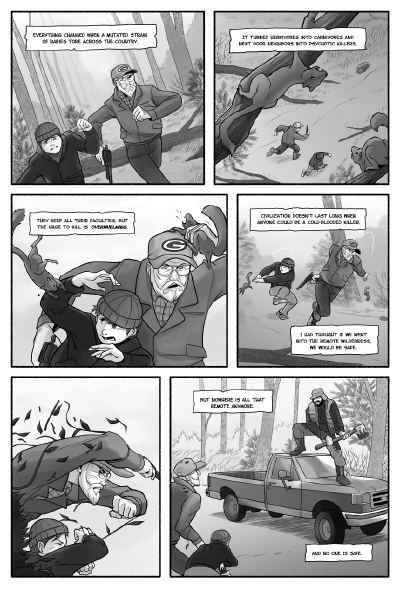 EVERYTHING CHANGED WHEN A MUTATED STRAIN
OF RABIES TORE ACROSS THE COUNTRY.
IT TURNED HERBIVORES INTO CARNIVORES AND
NEXT DOOR NEIGHBORS INTO PSYCHOTIC KILLERS.
THEY KEEP ALL THEIR FACULTIES, BUT
THE URGE TO KILL IS OVERWHELMING.
G
CIVILIZATION DOESN'T LAST LONG WHEN
ANYONE COULD BE A COLD-BLOODED KILLER.
I HAD THOUGHT IF WE WENT
INTO THE REMOTE WILDERNESS,
WE WOULD BE SAFE.
BUT NOWHERE IS ALL THAT
REMOTE ANYMORE.
AND NO ONE IS SAFE.